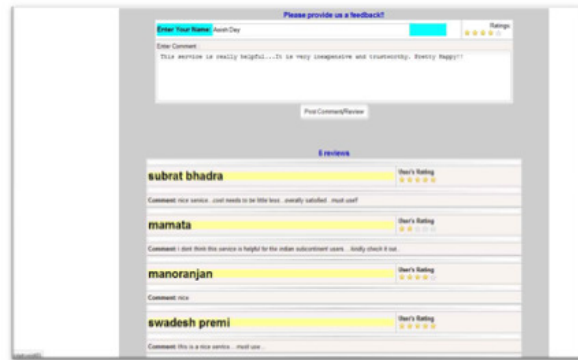 Please provide us a feedback!!
Enter Your Name: Asish Dey
Ratings
Enter Comment :
This service is really helpful...It is very inexpensive and trustworthy. Pretty Happy!!
Post Comment/Review
reviews
subrat bhadra
User's Rating
Comment: nice service...cost needs to be little less...overally satisfied...must use!!
mamata
User's Rating
Comment: i dont think this service is helpful for the indian subcontinent users....kindly check it out...
manoranjan
User's Rating
Comment: nice
swadesh premi
User's Rating
Comment: this is a nice service....must use...